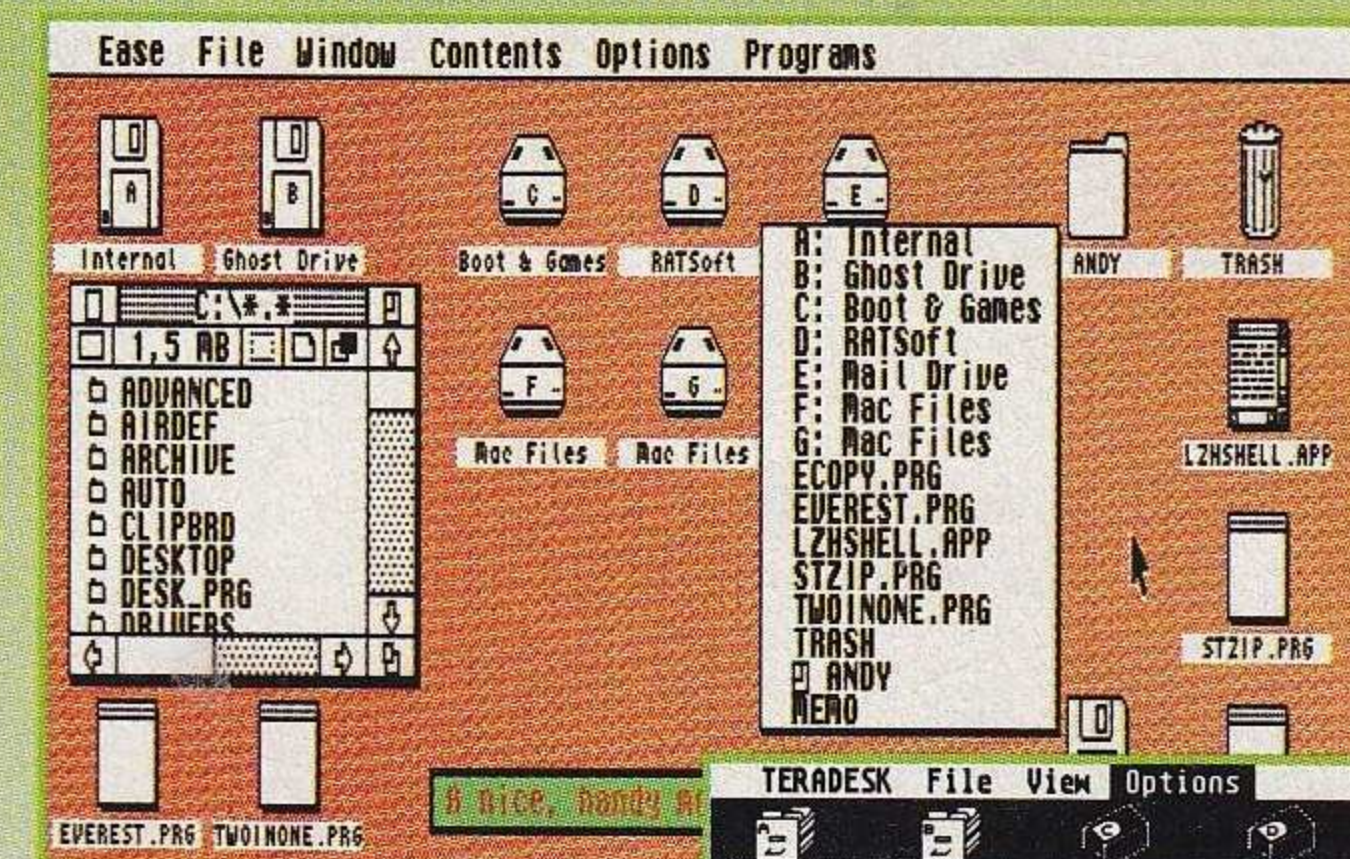 Ease File Window Contents Options Programs
A
B
C
D
E
Internal
Ghost Drive
Boot & Games
RATSoft
ANDY
TRASH
C:\*.*
1,5 MB
ADVANCED
AIRDEF
ARCHIVE
AUTO
CLIPBRD
DESKTOP
DESK_PRG
DRIVERS
F
G
Mac Files
Mac Files
A: Internal
B: Ghost Drive
C: Boot & Games
D: RATSoft
E: Mail Drive
F: Mac Files
G: Mac Files
ECOPY.PRG
EVEREST.PRG
LZHSHELL.APP
STZIP.PRG
TWOINONE.PRG
TRASH
ANDY
MEMO
LZHSHELL.APP
STZIP.PRG
EVEREST.PRG
TWOINONE.PRG
A nice, handy
TERADESK File View Options
A
B
C
D